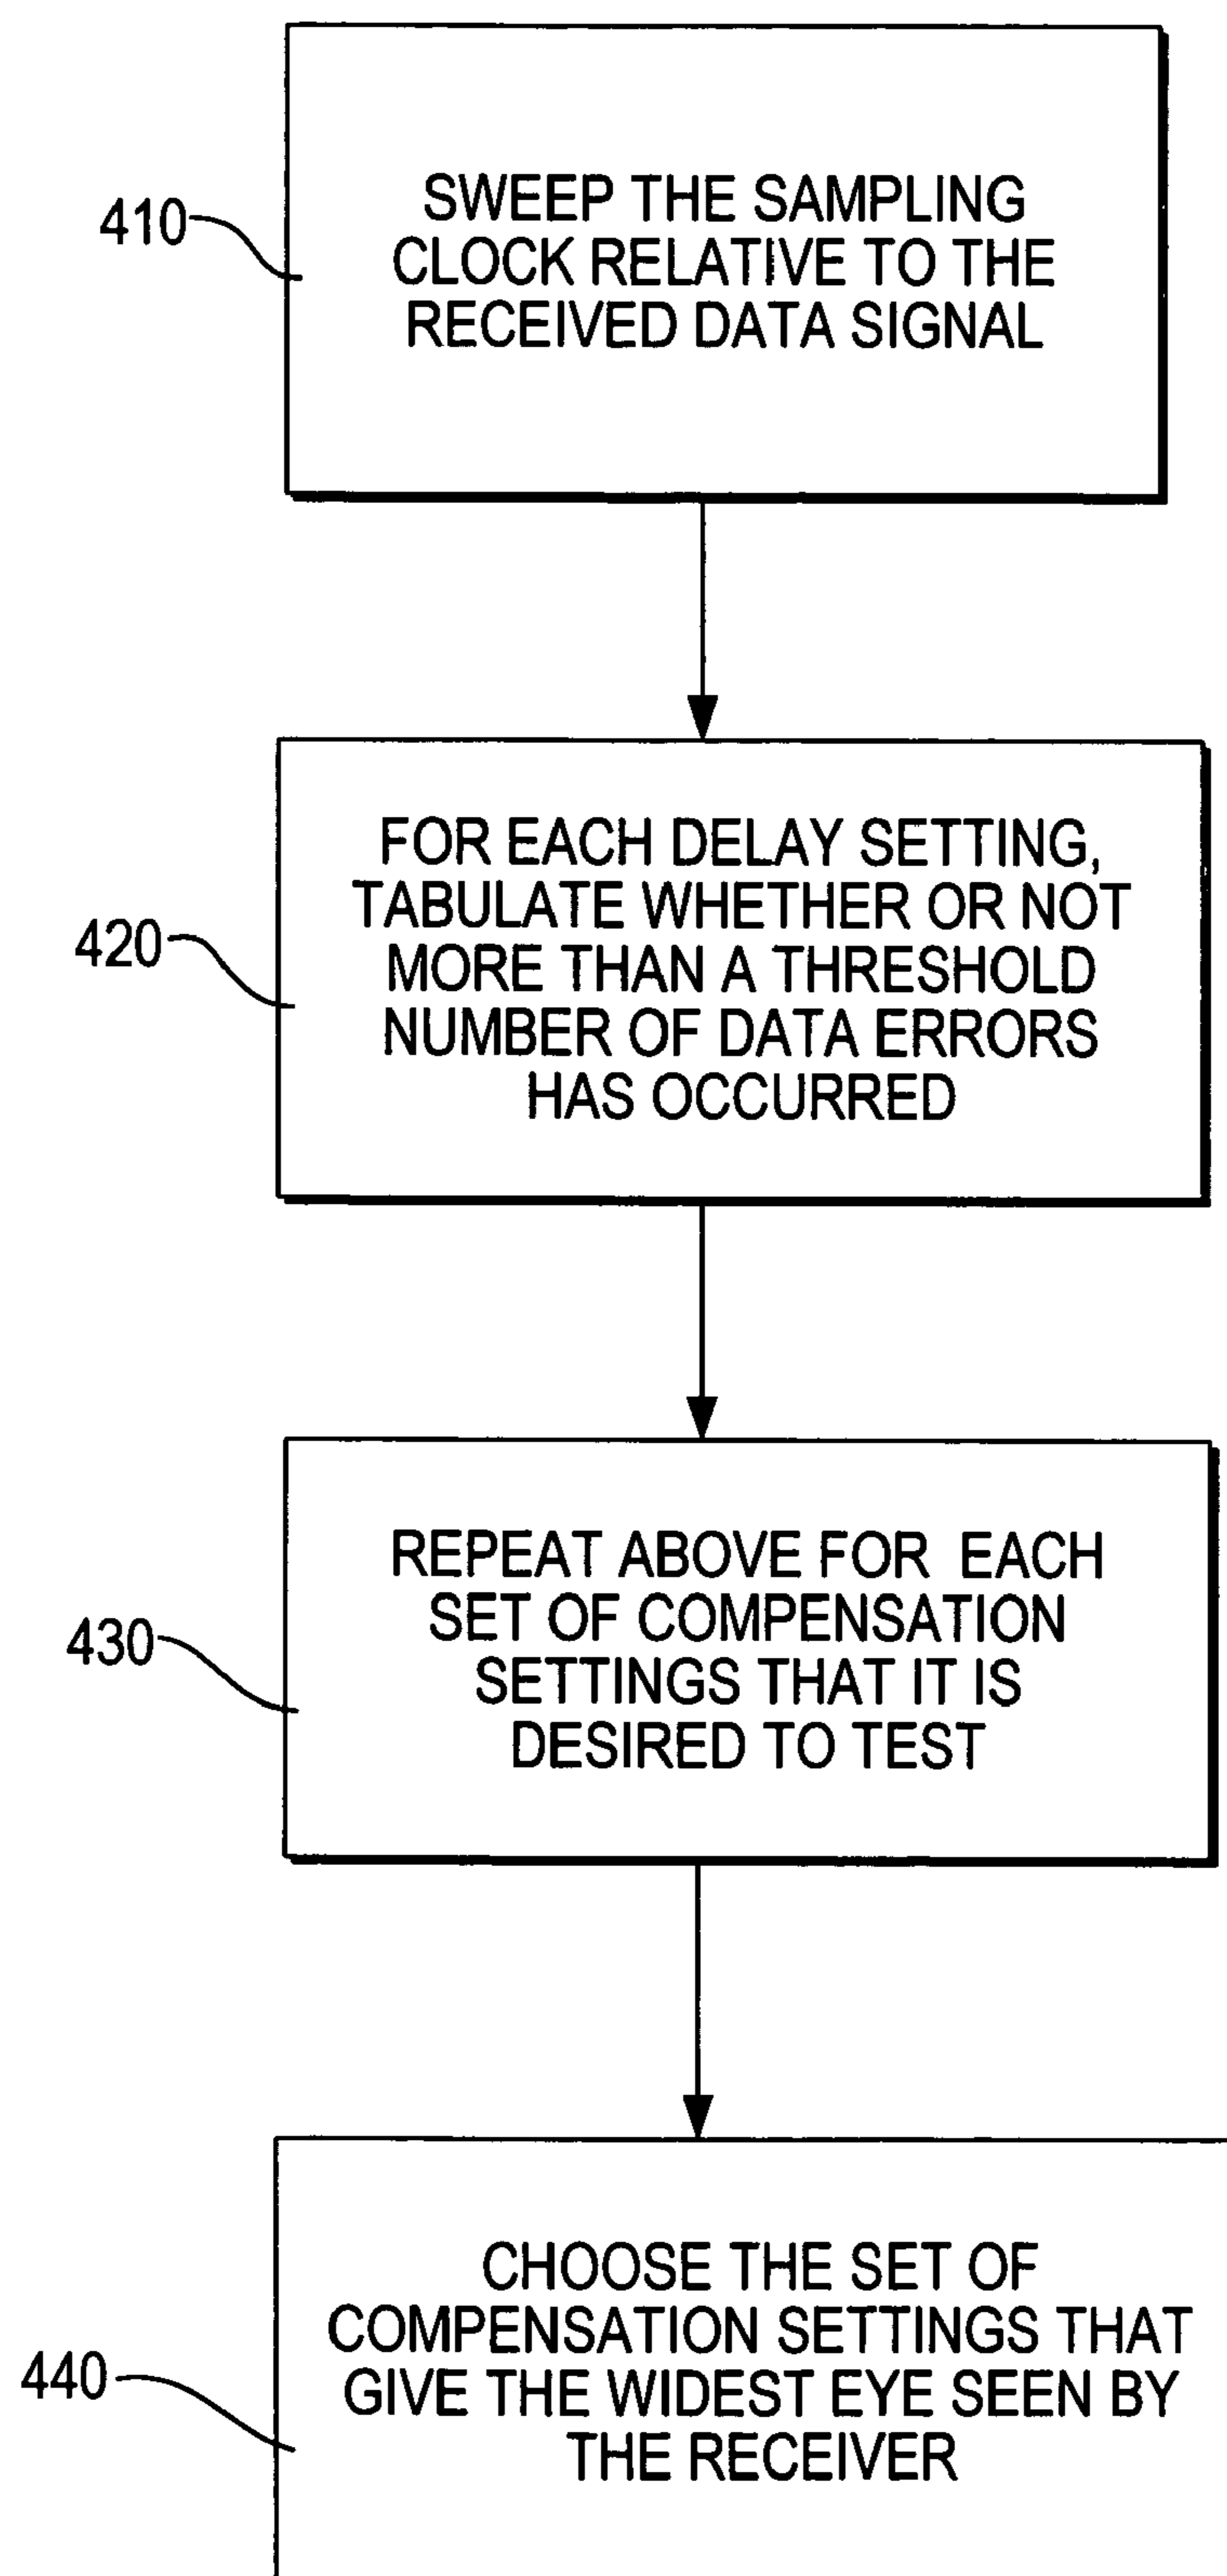 410
SWEEP THE SAMPLING
CLOCK RELATIVE TO THE
RECEIVED DATA SIGNAL
420
FOR EACH DELAY SETTING,
TABULATE WHETHER OR NOT
MORE THAN A THRESHOLD
NUMBER OF DATA ERRORS
HAS OCCURRED
430
REPEAT ABOVE FOR EACH
SET OF COMPENSATION
SETTINGS THAT IT IS
DESIRED TO TEST
440
CHOOSE THE SET OF
COMPENSATION SETTINGS THAT
GIVE THE WIDEST EYE SEEN BY
THE RECEIVER